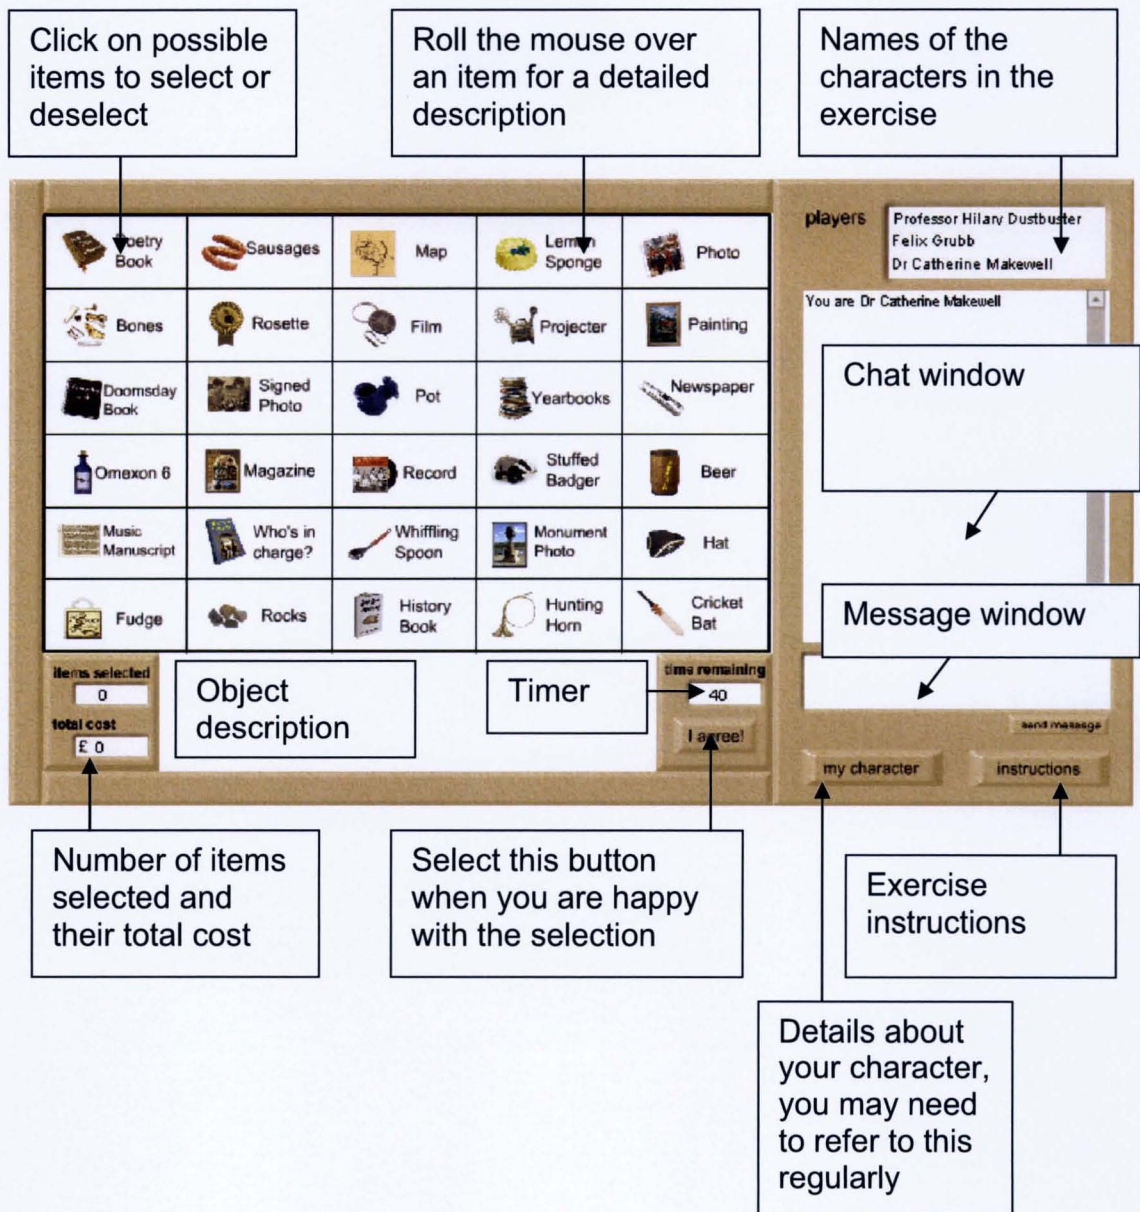 Click on possible
items to select or
deselect
Roll the mouse over
an item for a detailed
description
Names of the
characters in the
exercise
Poetry
Book
Sausages
Map
Lemon
Sponge
Photo
Bones
Rosette
Film
Projecter
Painting
Doomsday
Book
Signed
Photo
Pot
Yearbooks
Newspaper
Omexon 6
Magazine
Record
Stuffed
Badger
Beer
Music
Manuscript
Who's in
charge?
Whiffling
Spoon
Monument
Photo
Hat
Fudge
Rocks
History
Book
Hunting
Horn
Cricket
Bat
players
Professor Hilary Dustbuster
Felix Grubb
Dr Catherine Makewell
You are Dr Catherine Makewell
Chat window
Message window
items selected
0
total cost
£ 0
Object
description
Timer
time remaining
40
I agree!
send message
my character
instructions
Number of items
selected and
their total cost
Select this button
when you are happy
with the selection
Exercise
instructions
Details about
your character,
you may need
to refer to this
regularly